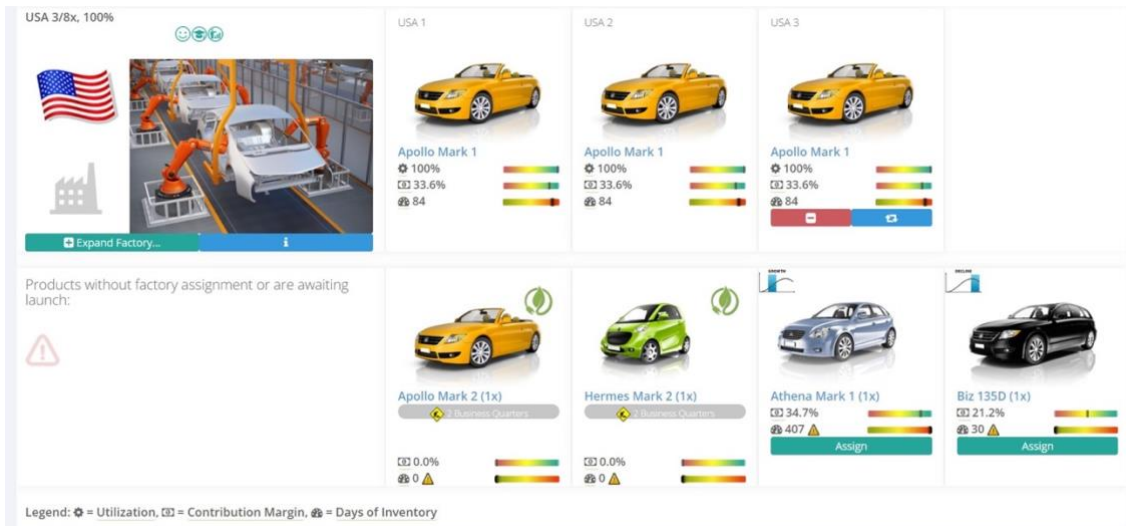 USA 3/8x, 100%
USA 1
USA 2
USA 3
Apollo Mark 1
100%
33.6%
84
Apollo Mark 1
100%
33.6%
84
Apollo Mark 1
100%
33.6%
84
Expand Factory...
i
Products without factory assignment or are awaiting
launch:
GROWTH
DECLINE
Apollo Mark 2 (1x)
2 Business Quarters
0.0%
0
Hermes Mark 2 (1x)
2 Business Quarters
0.0%
0
Athena Mark 1 (1x)
34.7%
407
Assign
Biz 135D (1x)
21.2%
30
Assign
Legend: = Utilization, = Contribution Margin, = Days of Inventory